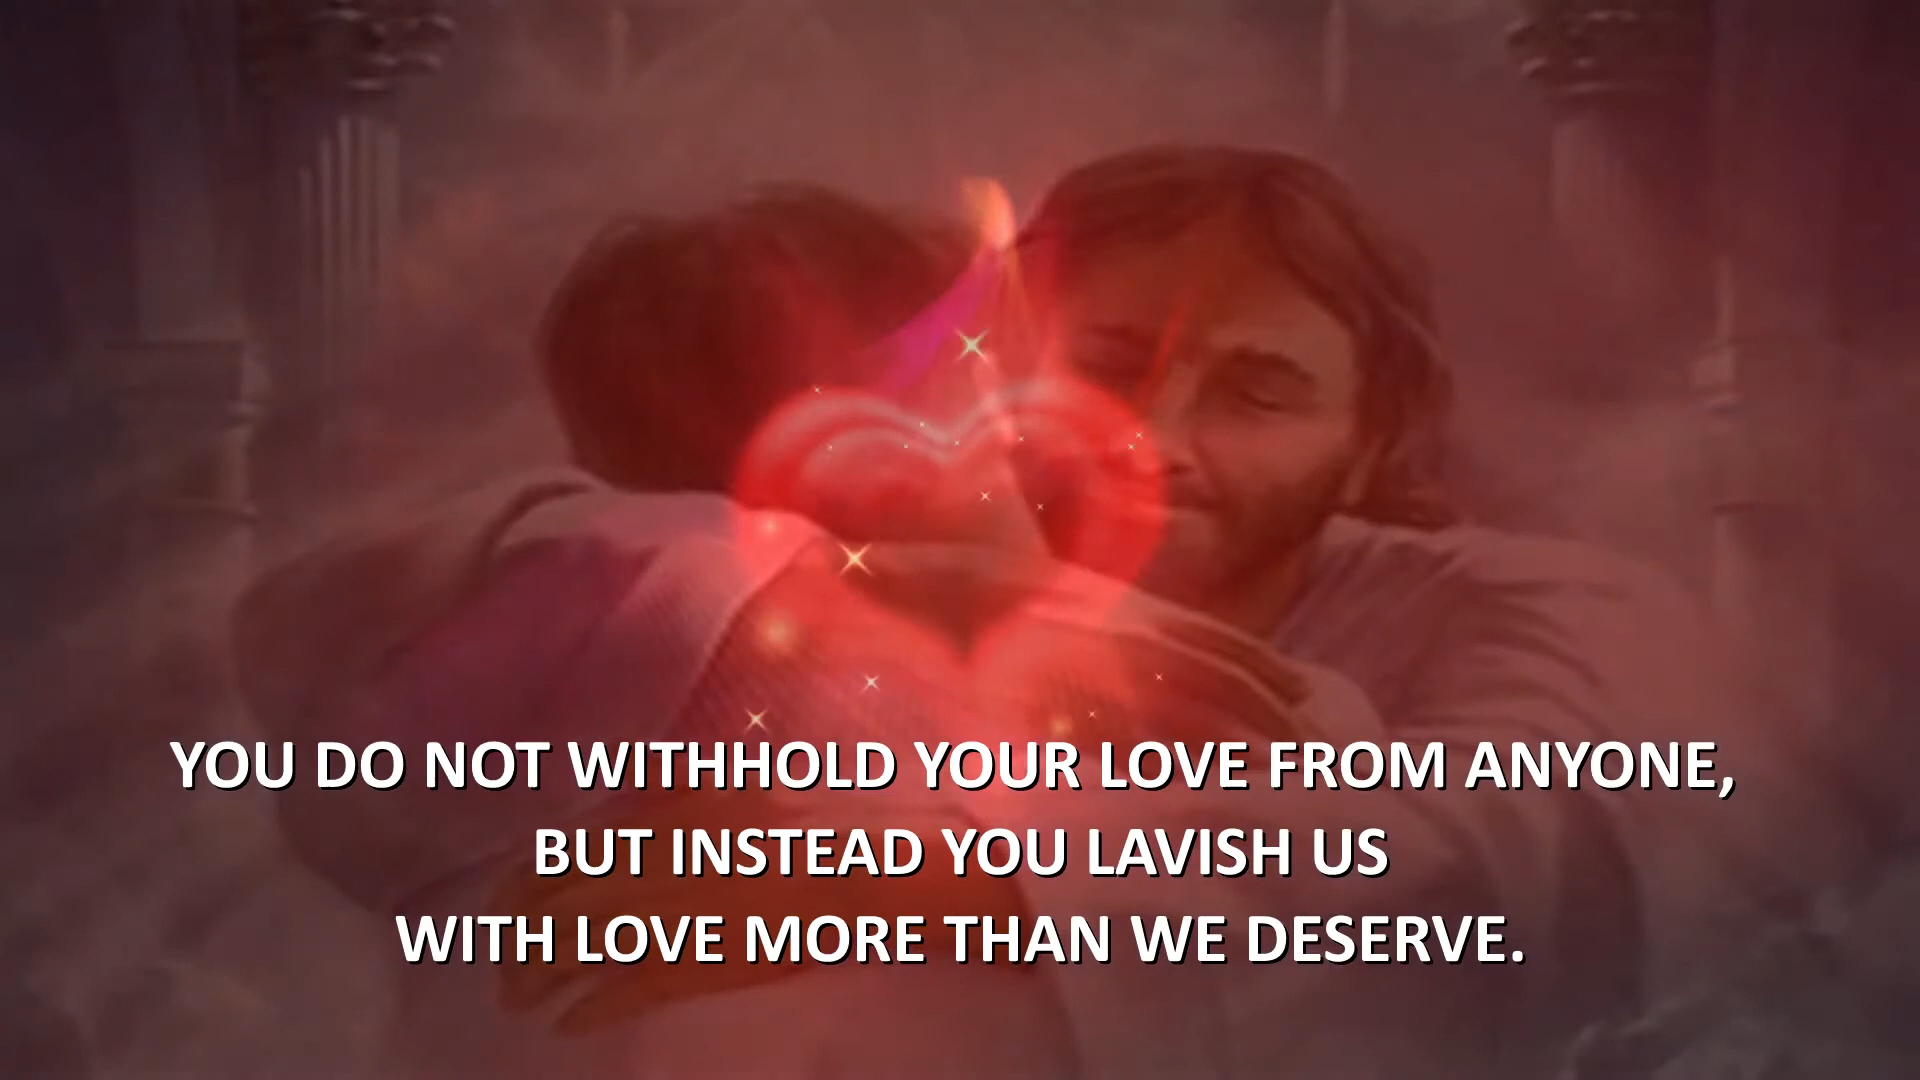 YOU DO NOT WITHHOLD YOUR LOVE FROM ANYONE,
BUT INSTEAD YOU LAVISH US
WITH LOVE MORE THAN WE DESERVE.